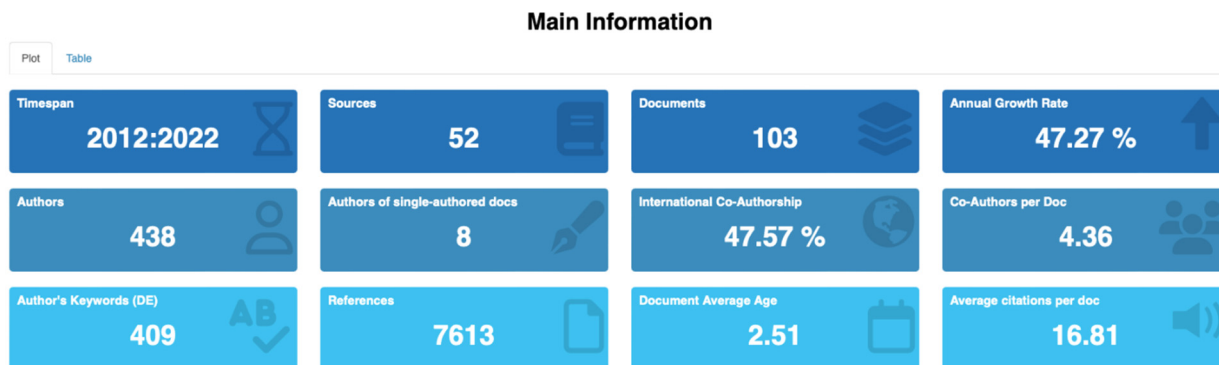 Main Information
Plot Table
Timespan
2012:2022
Sources
52
Documents
103
Annual Growth Rate
47.27 %
Authors
438
Authors of single-authored docs
8
International Co-Authorship
47.57 %
Co-Authors per Doc
4.36
Author's Keywords (DE)
409
AB
References
7613
Document Average Age
2.51
Average citations per doc
16.81